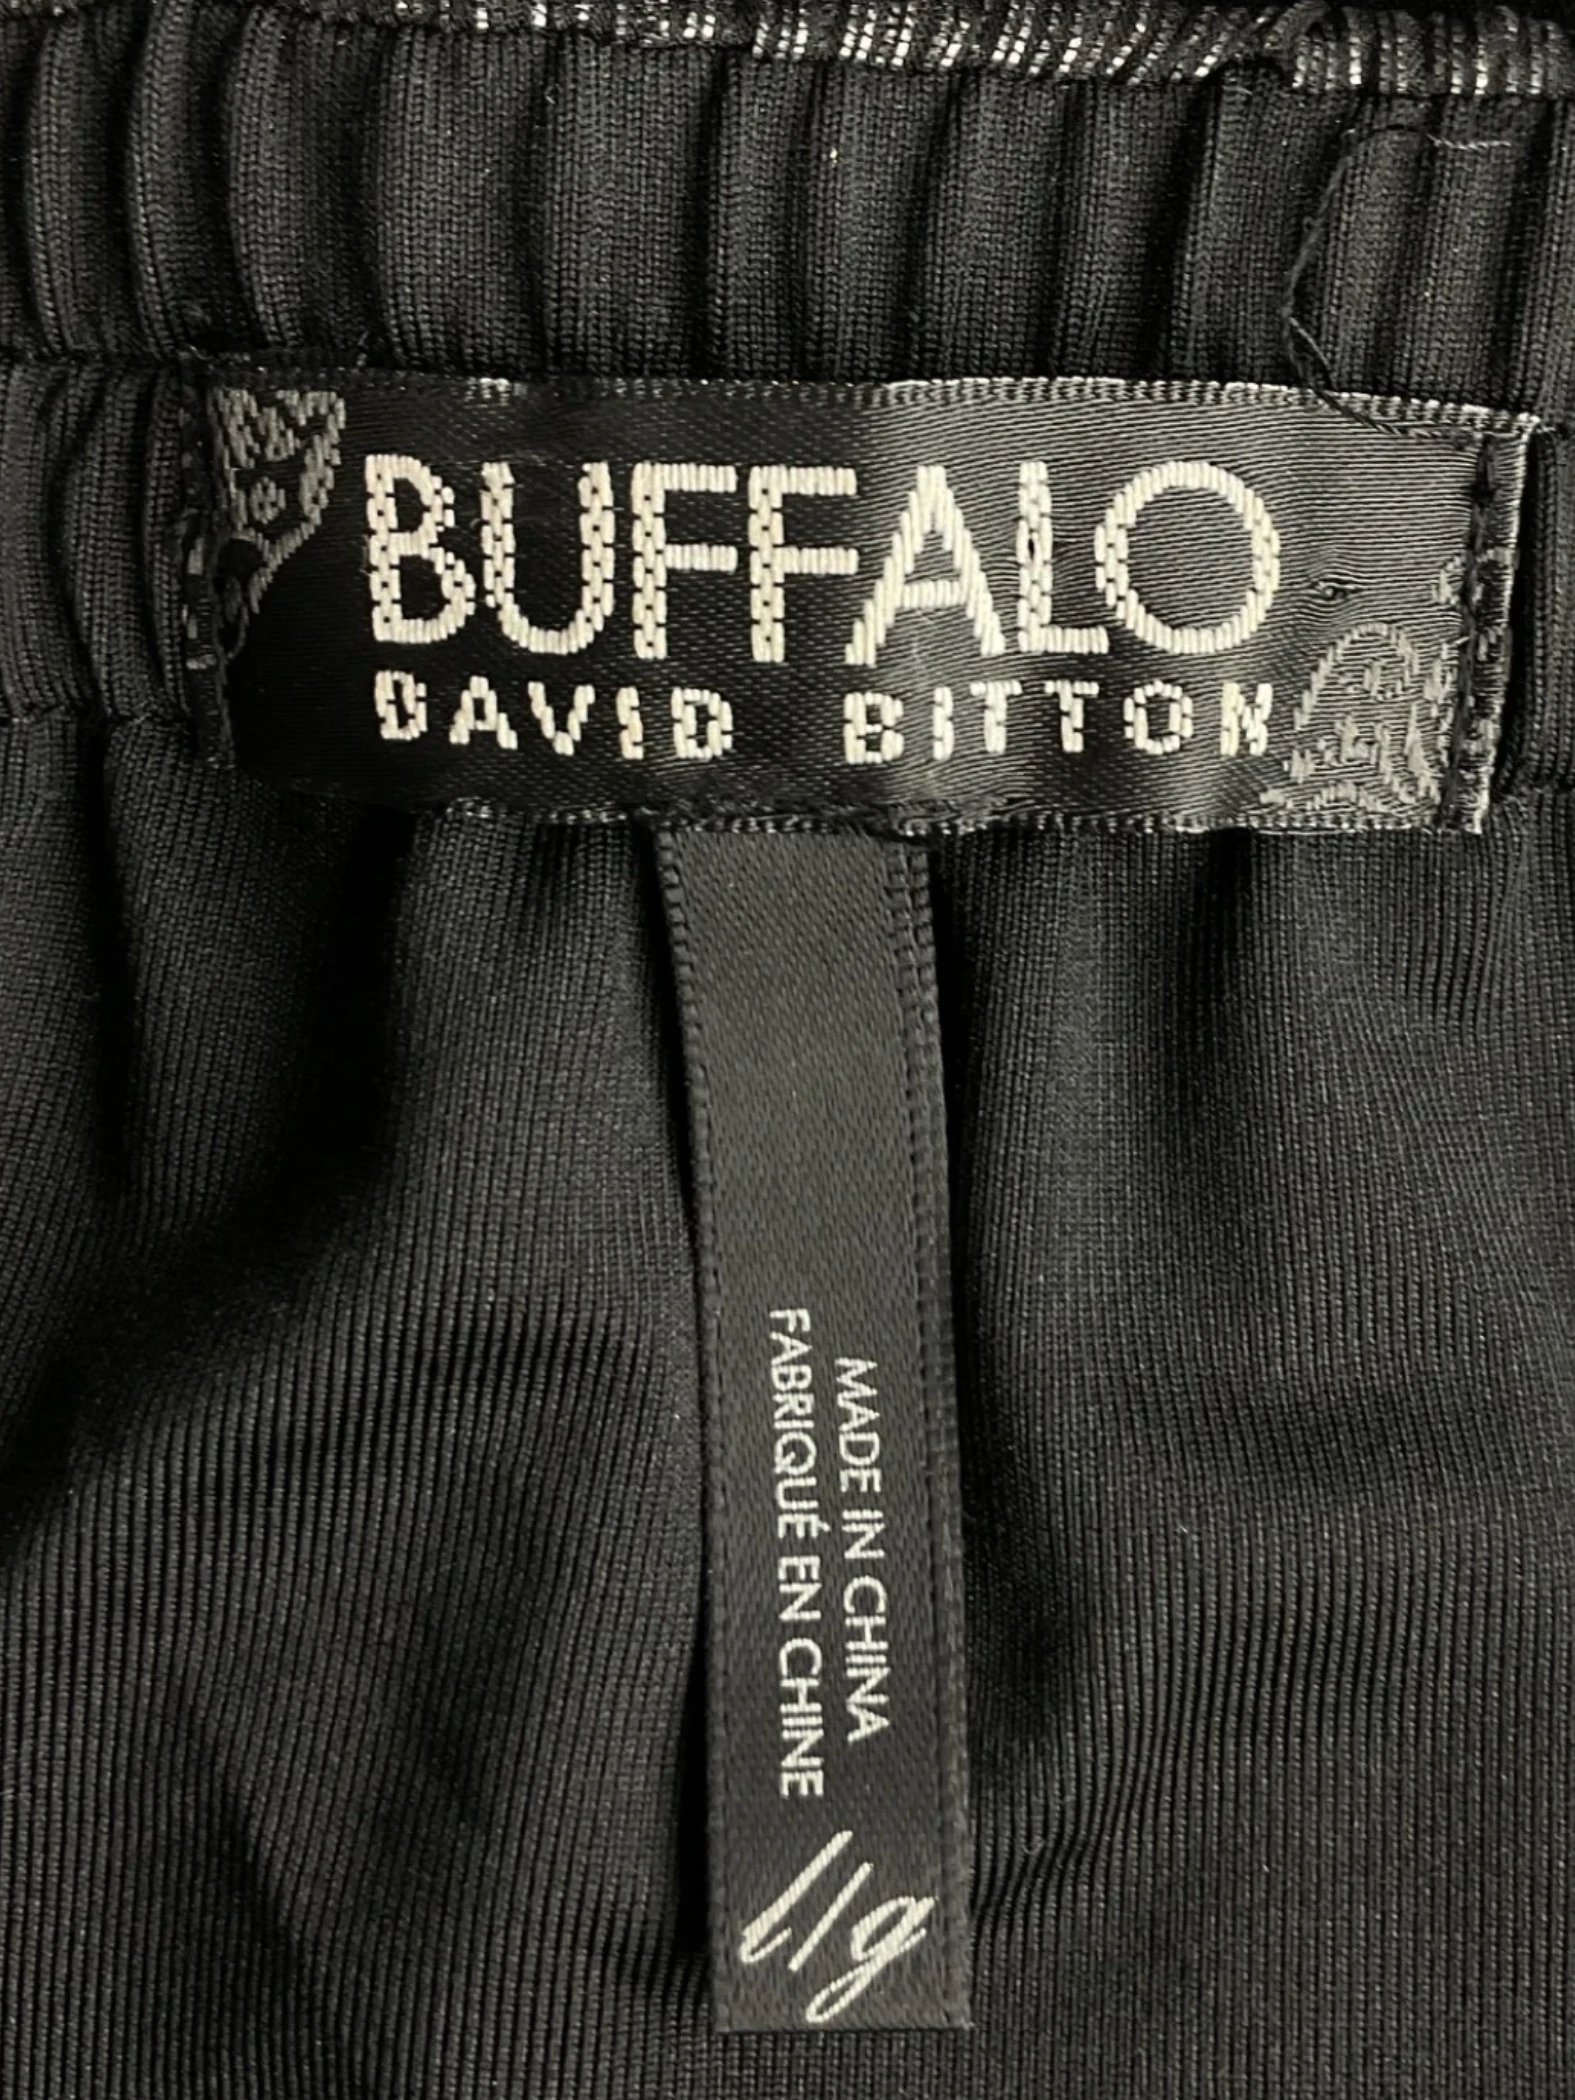 BUFFALO
DAVID BITTON
MADE IN CHINA
FABRIQUÉ EN CHINE
l/g